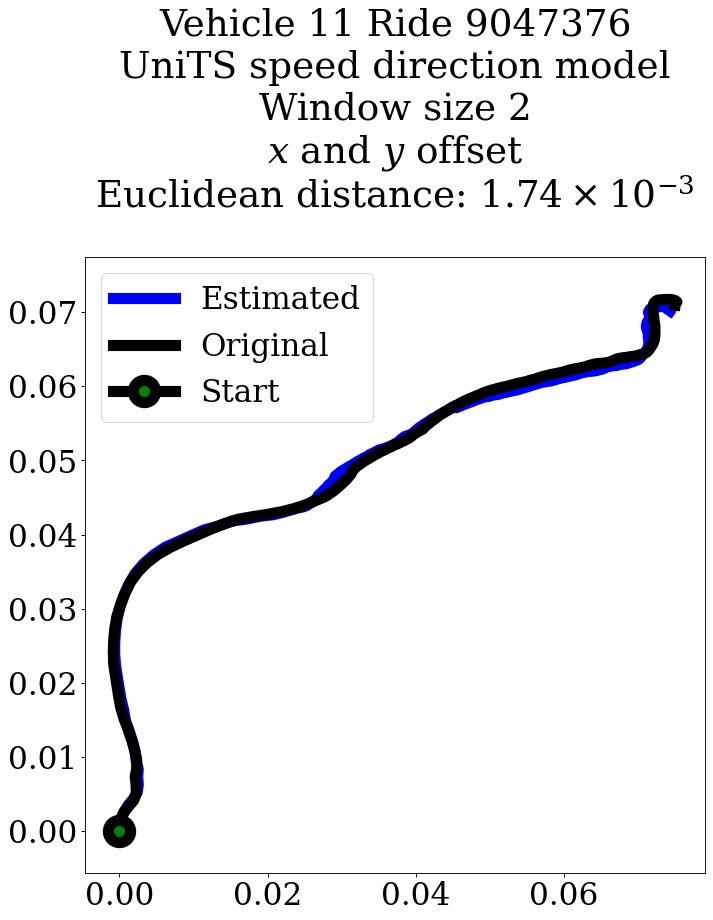 Vehicle 11 Ride 9047376
UniTS speed direction model
Window size 2
x and y offset
Euclidean distance: 1.74 × 10⁻³
Estimated
Original
Start
0.07
0.06
0.05
0.04
0.03
0.02
0.01
0.00
0.00 0.02 0.04 0.06